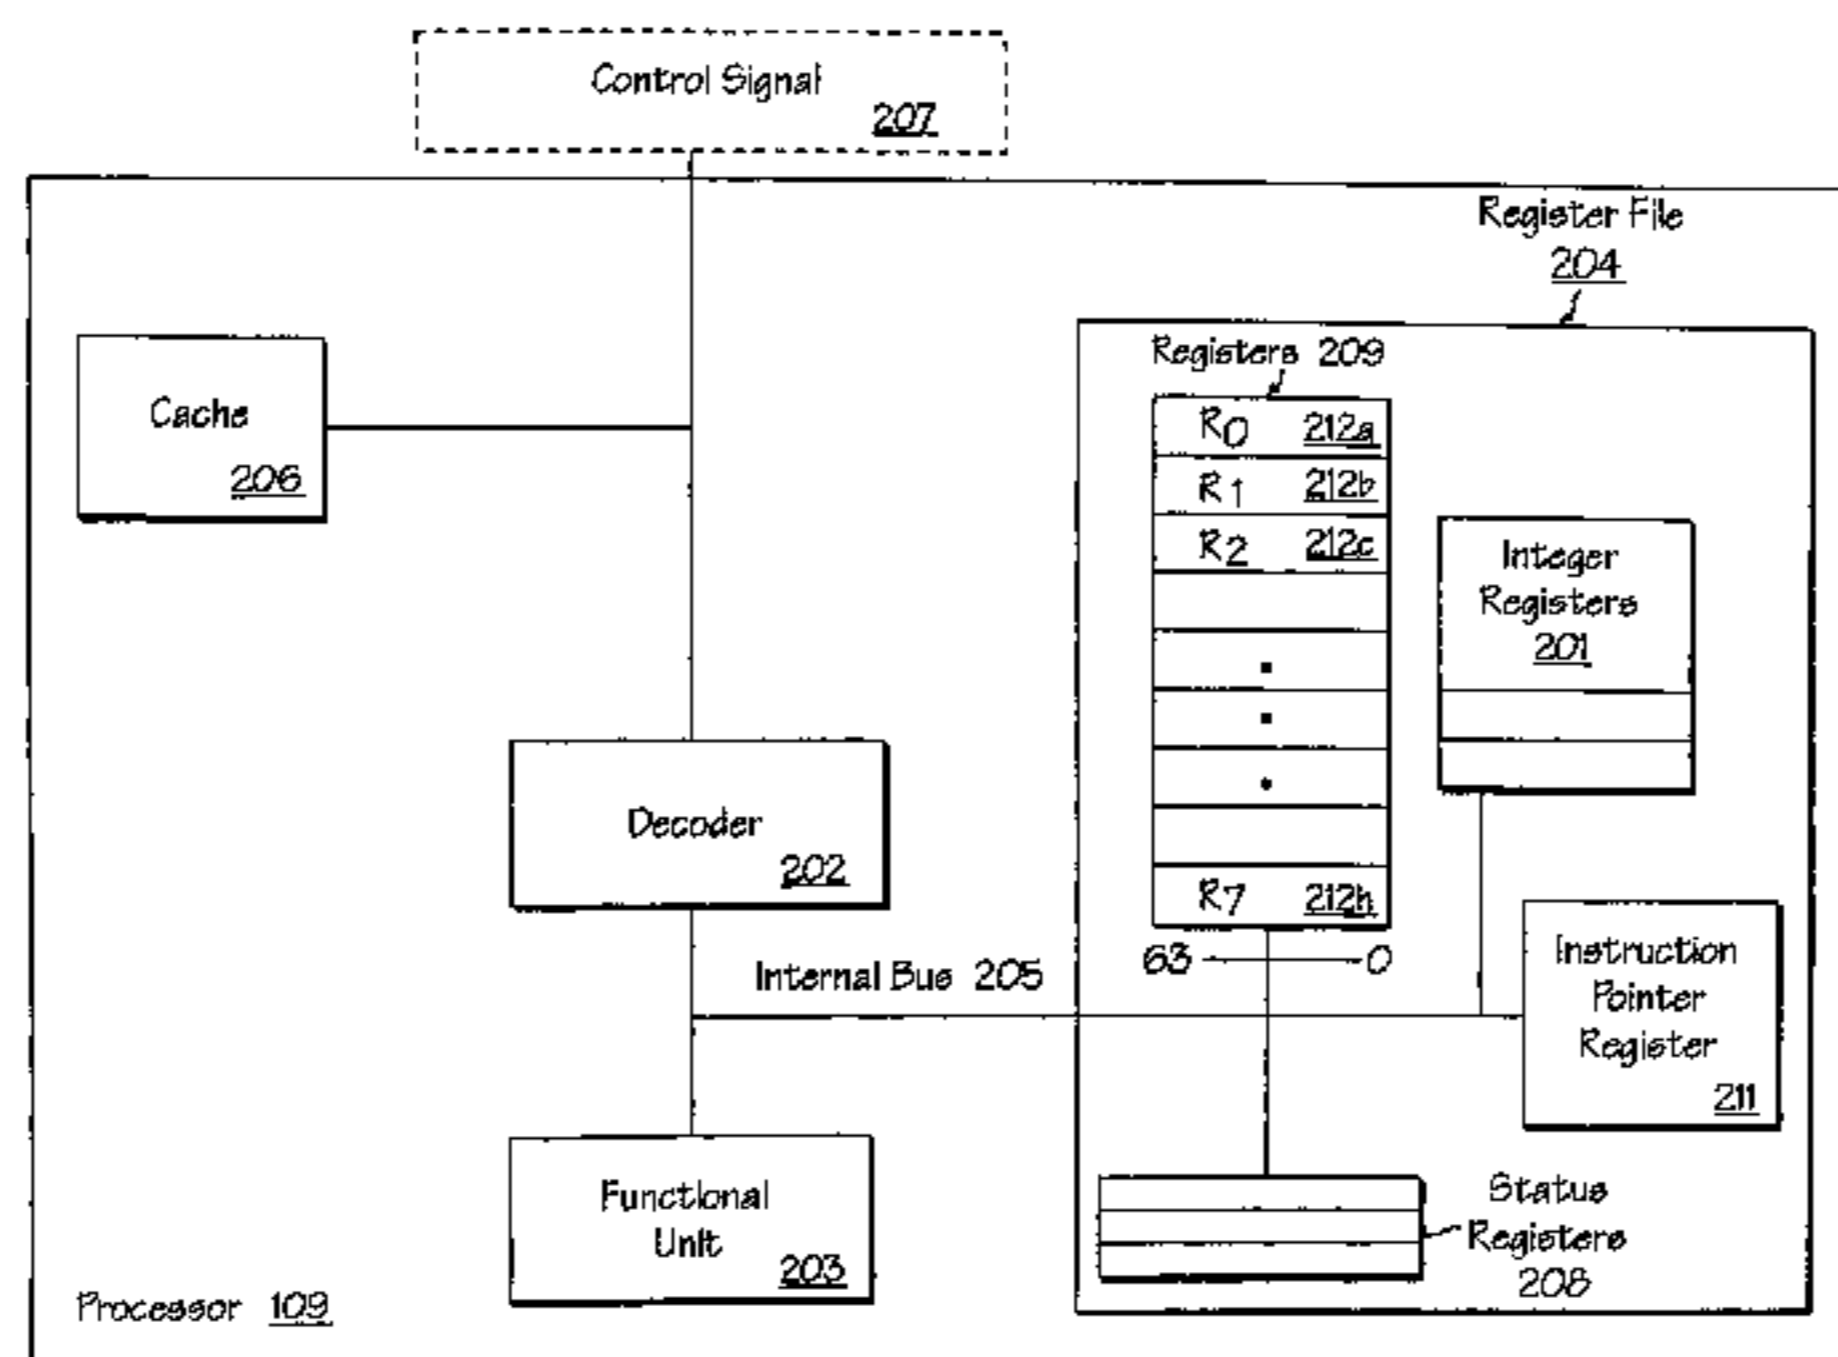 Control Signal
207
Register File
204
Registers 209
Cache
206
R0 212a
R1 212b
R2 212c
R7 212h
63 0
Integer
Registers
201
Decoder
202
Internal Bus 205
Instruction
Pointer
Register
211
Functional
Unit
203
Status
Registers
208
Processor 109